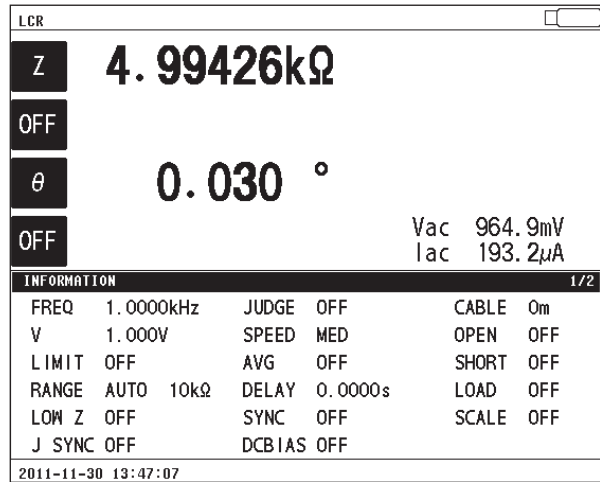 LCR
Z 4.99426kΩ
OFF
θ 0.030 °
OFF
Vac 964.9mV
Iac 193.2μA
INFORMATION 1/2
FREQ 1.0000kHz JUDGE OFF CABLE 0m
V 1.000V SPEED MED OPEN OFF
LIMIT OFF AVG OFF SHORT OFF
RANGE AUTO 10kΩ DELAY 0.0000s LOAD OFF
LOW Z OFF SYNC OFF SCALE OFF
J SYNC OFF DCBIAS OFF
2011-11-30 13:47:07